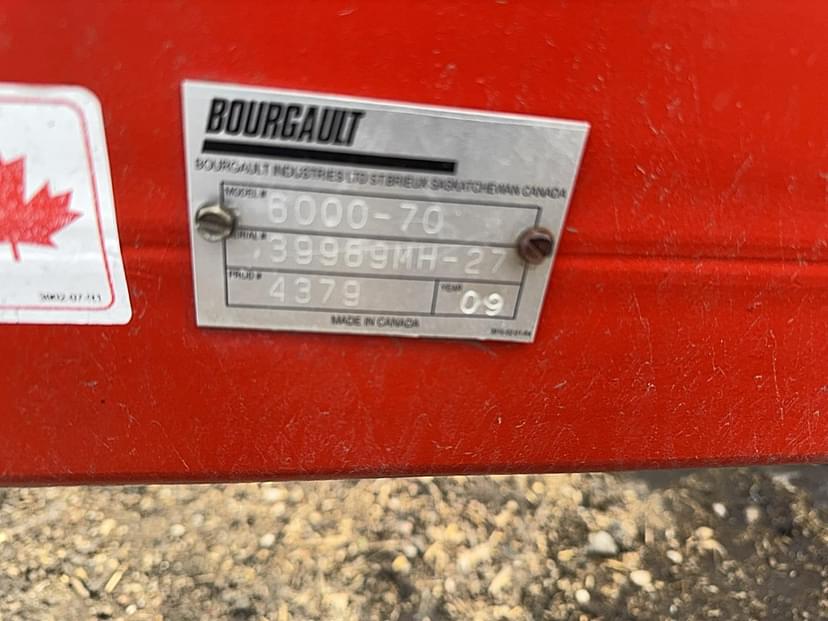 BOURGAULT
BOURGAULT INDUSTRIES LTD ST.BRIEUX SASKATCHEWAN CANADA
MODEL #
6000-70
SERIAL #
39969MH-27
PROD #
4379
YEAR
09
MADE IN CANADA